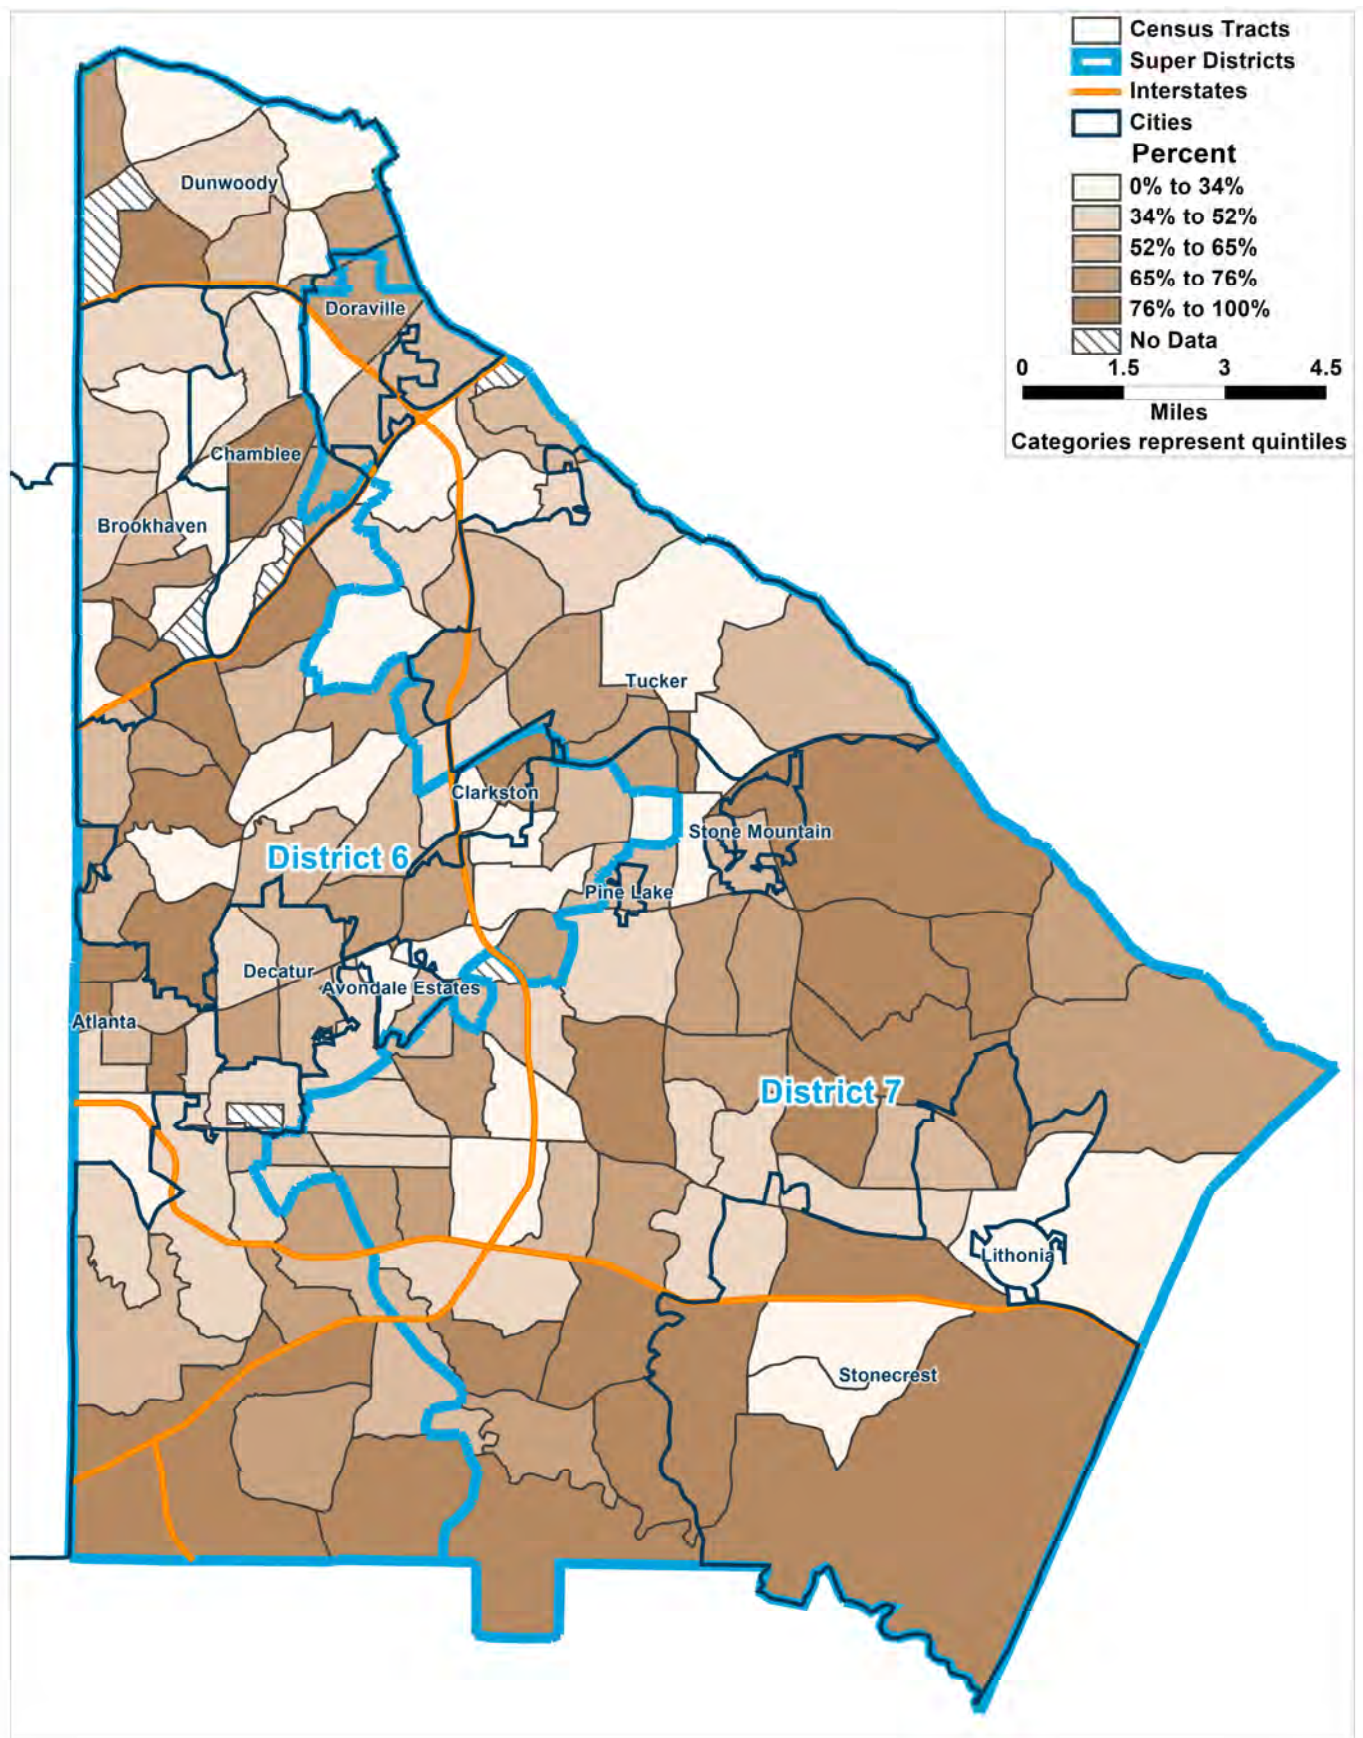 Census Tracts
Super Districts
Interstates
Cities
Percent
0% to 34%
34% to 52%
52% to 65%
65% to 76%
76% to 100%
No Data
0 1.5 3 4.5
Miles
Categories represent quintiles
Dunwoody
Doraville
Chamblee
Brookhaven
Tucker
Clarkston
Stone Mountain
District 6
Pine Lake
Decatur
Avondale Estates
Atlanta
District 7
Lithonia
Stonecrest